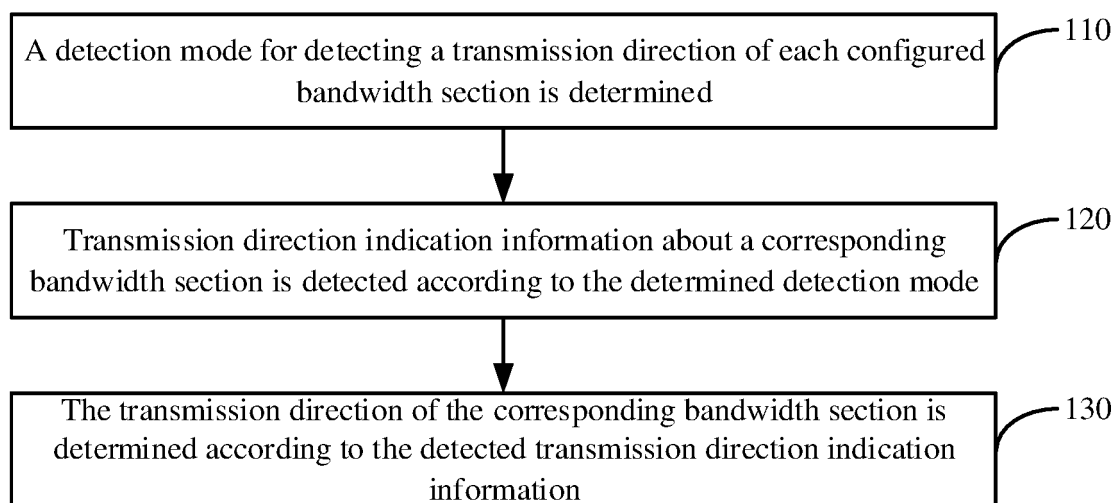 A detection mode for detecting a transmission direction of each configured
bandwidth section is determined
110
Transmission direction indication information about a corresponding
bandwidth section is detected according to the determined detection mode
120
The transmission direction of the corresponding bandwidth section is
determined according to the detected transmission direction indication
information
130